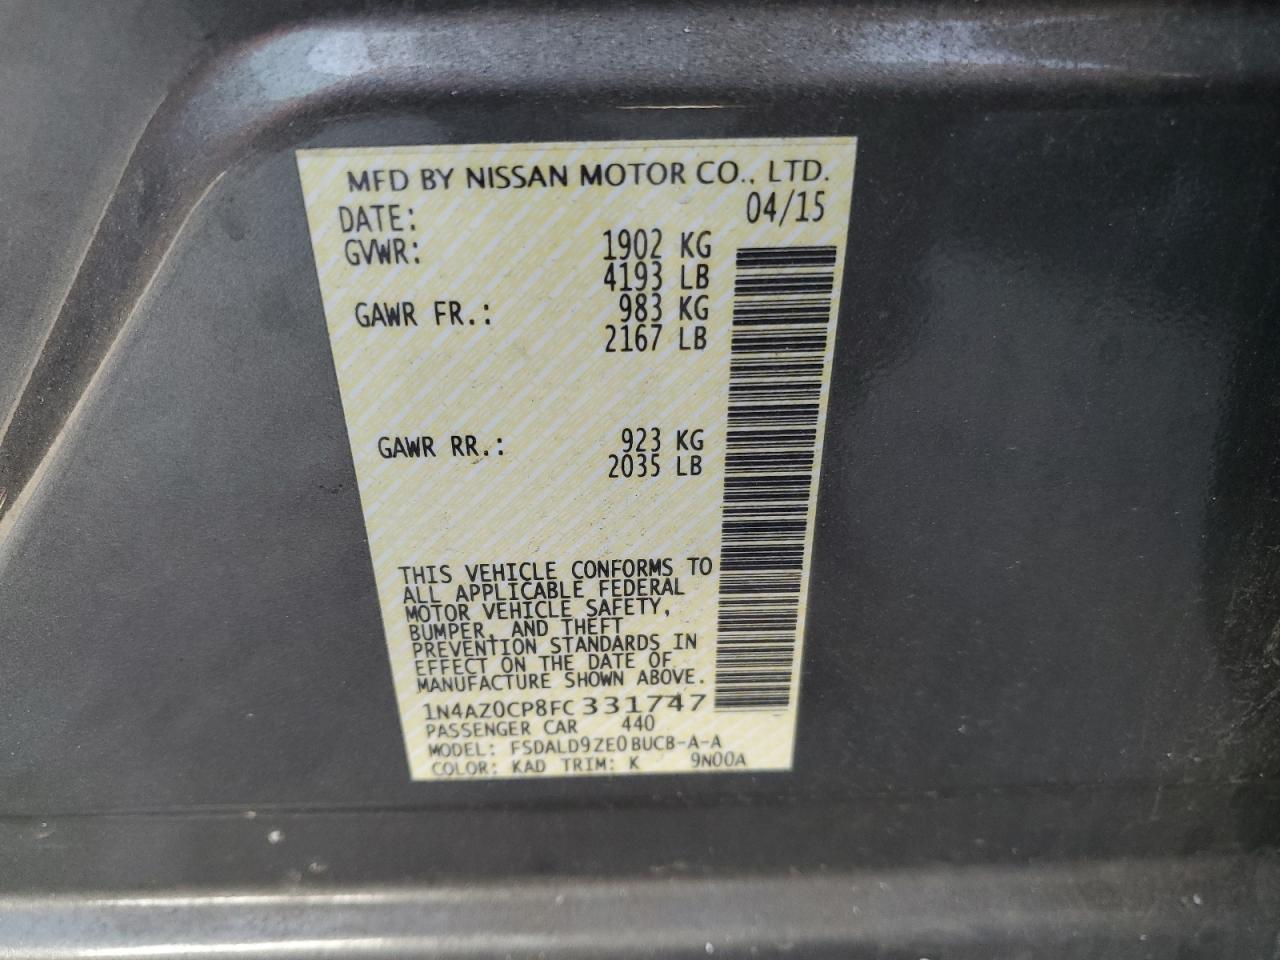 MFD BY NISSAN MOTOR CO., LTD.
DATE: 04/15
GVWR: 1902 KG
4193 LB
GAWR FR.: 983 KG
2167 LB
GAWR RR.: 923 KG
2035 LB
THIS VEHICLE CONFORMS TO
ALL APPLICABLE FEDERAL
MOTOR VEHICLE SAFETY,
BUMPER, AND THEFT
PREVENTION STANDARDS IN
EFFECT ON THE DATE OF
MANUFACTURE SHOWN ABOVE.
1N4AZ0CP8FC331747
PASSENGER CAR 440
MODEL: FSDALD9ZE0BUCB-A-A
COLOR: KAD TRIM: K 9N00A